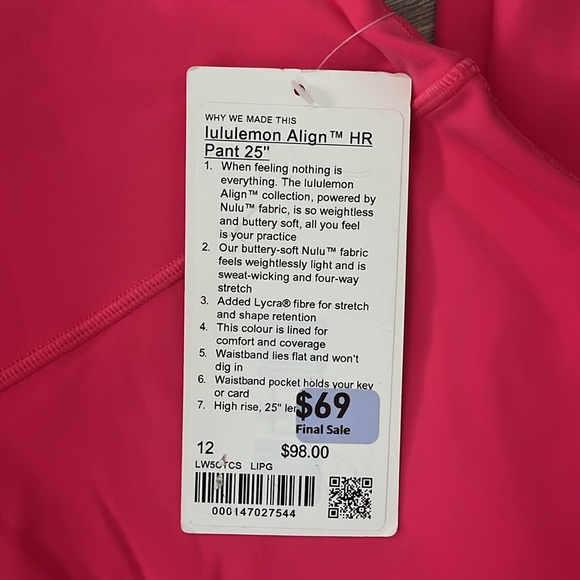 WHY WE MADE THIS
lululemon Align™ HR
Pant 25"
1. When feeling nothing is
everything. The lululemon
Align™ collection, powered by
Nulu™ fabric, is so weightless
and buttery soft, all you feel
is your practice
2. Our buttery-soft Nulu™ fabric
feels weightlessly light and is
sweat-wicking and four-way
stretch
3. Added Lycra® fibre for stretch
and shape retention
4. This colour is lined for
comfort and coverage
5. Waistband lies flat and won't
dig in
6. Waistband pocket holds your key
or card
7. High rise, 25"
$69
Final Sale
12 $98.00
LIPG
000147027544